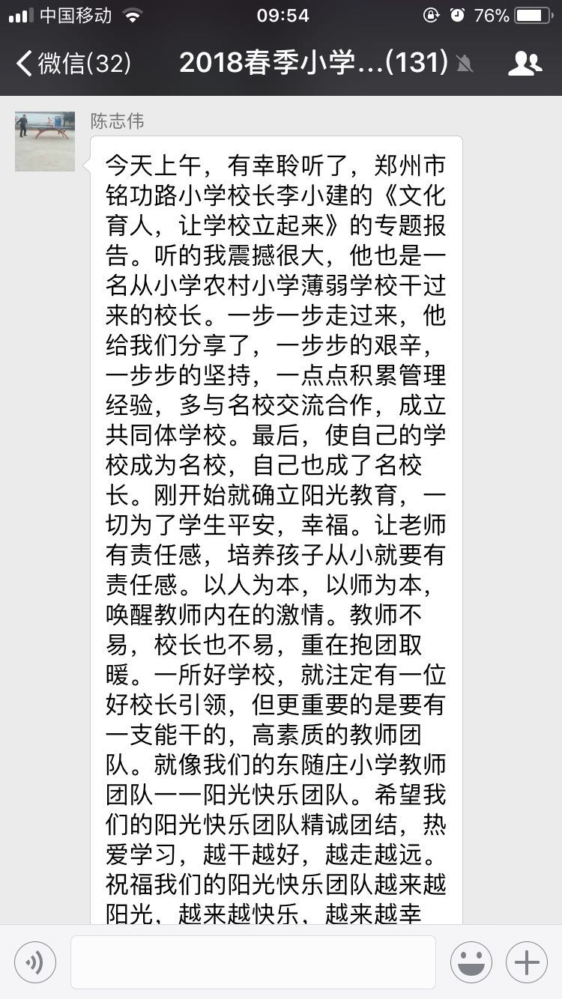 中国移动
09:54
76%
微信(32)
2018春季小学...(131)
陈志伟
今天上午，有幸聆听了，郑州市
铭功路小学校长李小建的《文化
育人，让学校立起来》的专题报
告。听的我震撼很大，他也是一
名从小学农村小学薄弱学校干过
来的校长。一步一步走过来，他
给我们分享了，一步步的艰辛，
一步步的坚持，一点点积累管理
经验，多与名校交流合作，成立
共同体学校。最后，使自己的学
校成为名校，自己也成了名校
长。刚开始就确立阳光教育，一
切为了学生平安，幸福。让老师
有责任感，培养孩子从小就要有
责任感。以人为本，以师为本，
唤醒教师内在的激情。教师不
易，校长也不易，重在抱团取
暖。一所好学校，就注定有一位
好校长引领，但更重要的是要有
一支能干的，高素质的教师团
队。就像我们的东随庄小学教师
团队一一阳光快乐团队。希望我
们的阳光快乐团队精诚团结，热
爱学习，越干越好，越走越远。
祝福我们的阳光快乐团队越来越
阳光，越来越快乐，越来越幸